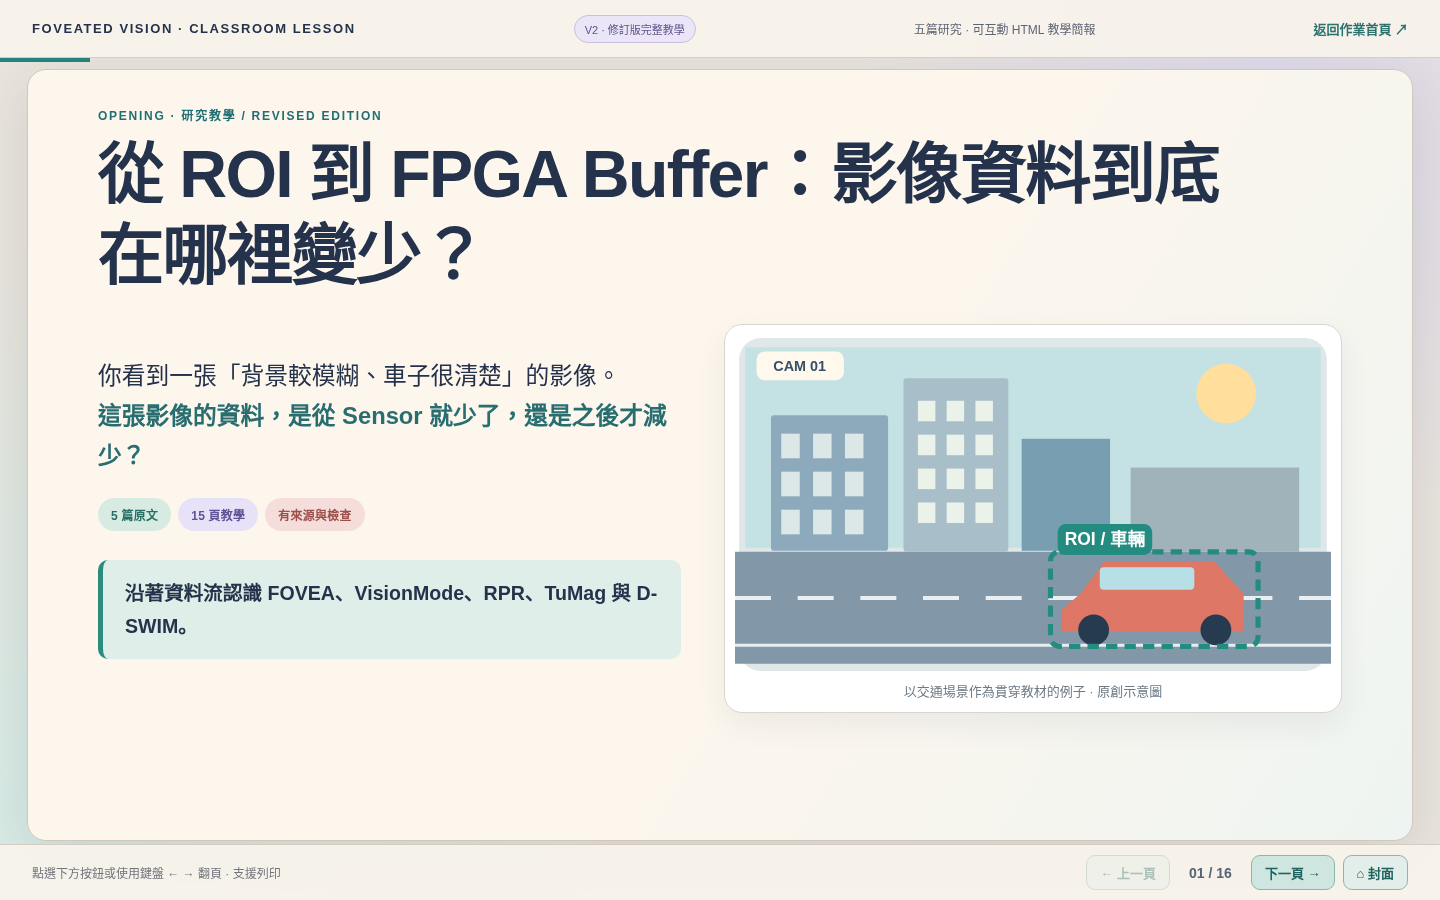 FOVEATED VISION · CLASSROOM LESSON
V2 · 修訂版完整教學
五篇研究 · 可互動 HTML 教學簡報
返回作業首頁 ↗
OPENING · 研究教學 / REVISED EDITION
從 ROI 到 FPGA Buffer：影像資料到底
在哪裡變少？
你看到一張「背景較模糊、車子很清楚」的影像。
這張影像的資料，是從 Sensor 就少了，還是之後才減
少？
5 篇原文
15 頁教學
有來源與檢查
沿著資料流認識 FOVEA、VisionMode、RPR、TuMag 與 D-
SWIM。
CAM 01
ROI / 車輛
以交通場景作為貫穿教材的例子 · 原創示意圖
點選下方按鈕或使用鍵盤 ← → 翻頁 · 支援列印
← 上一頁
01 / 16
下一頁 →
⌂ 封面